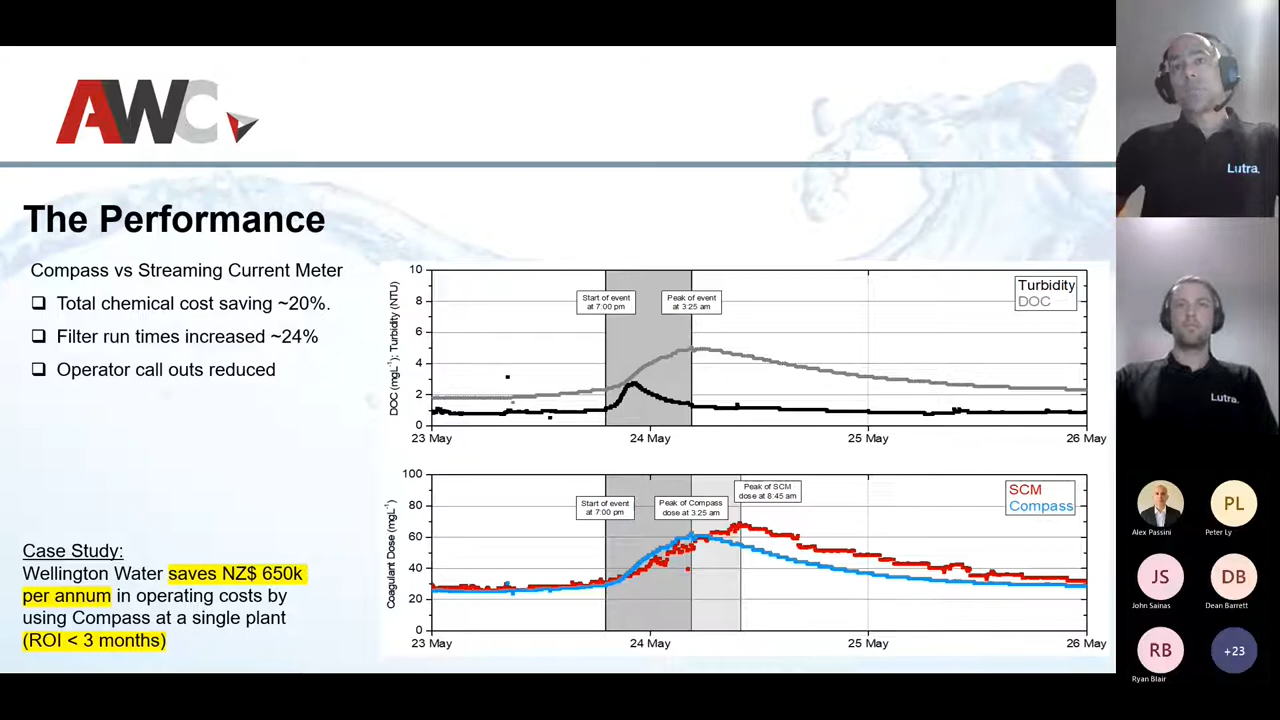 AWC
The Performance
Compass vs Streaming Current Meter
Total chemical cost saving ~20%.
Filter run times increased ~24%
Operator call outs reduced
Case Study:
Wellington Water saves NZ$ 650k
per annum in operating costs by
using Compass at a single plant
(ROI < 3 months)
DOC (mgL-1); Turbidity (NTU)
10
8
6
4
2
0
Start of event
at 7:00 pm
Peak of event
at 3:25 am
Turbidity
DOC
23 May
24 May
25 May
26 May
Coagulant Dose (mgL-1)
100
80
60
40
20
0
Start of event
at 7:00 pm
Peak of Compass
dose at 3:25 am
Peak of SCM
dose at 8:45 am
SCM
Compass
23 May
24 May
25 May
26 May
Lutra.
Lutra.
Alex Passini
PL
Peter Ly
JS
John Sainas
DB
Dean Barrett
RB
Ryan Blair
+23